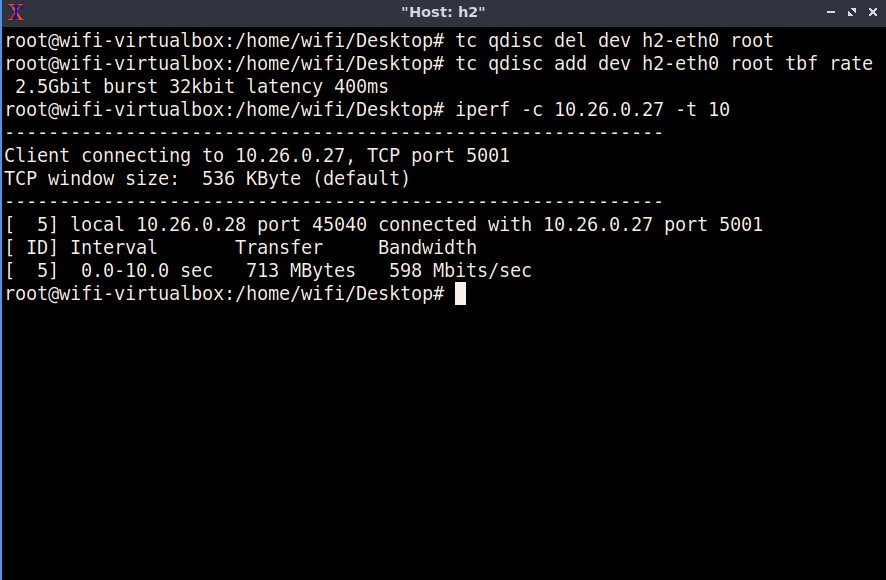 "Host: h2"
root@wifi-virtualbox:/home/wifi/Desktop# tc qdisc del dev h2-eth0 root
root@wifi-virtualbox:/home/wifi/Desktop# tc qdisc add dev h2-eth0 root tbf rate
 2.5Gbit burst 32kbit latency 400ms
root@wifi-virtualbox:/home/wifi/Desktop# iperf -c 10.26.0.27 -t 10
------------------------------------------------------------
Client connecting to 10.26.0.27, TCP port 5001
TCP window size:  536 KByte (default)
------------------------------------------------------------
[  5] local 10.26.0.28 port 45040 connected with 10.26.0.27 port 5001
[ ID] Interval       Transfer     Bandwidth
[  5]  0.0-10.0 sec   713 MBytes   598 Mbits/sec
root@wifi-virtualbox:/home/wifi/Desktop#